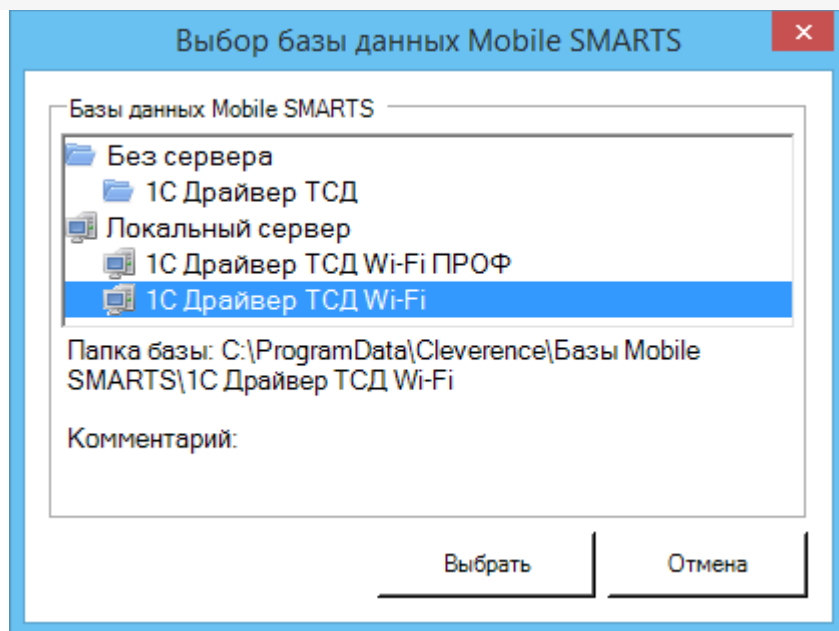 Выбор базы данных Mobile SMARTS
Базы данных Mobile SMARTS
Без сервера
1С Драйвер ТСД
Локальный сервер
1С Драйвер ТСД Wi-Fi ПРОФ
1С Драйвер ТСД Wi-Fi
Папка базы: C:\ProgramData\Cleverence\Базы Mobile
SMARTS\1С Драйвер ТСД Wi-Fi
Комментарий:
Выбрать
Отмена